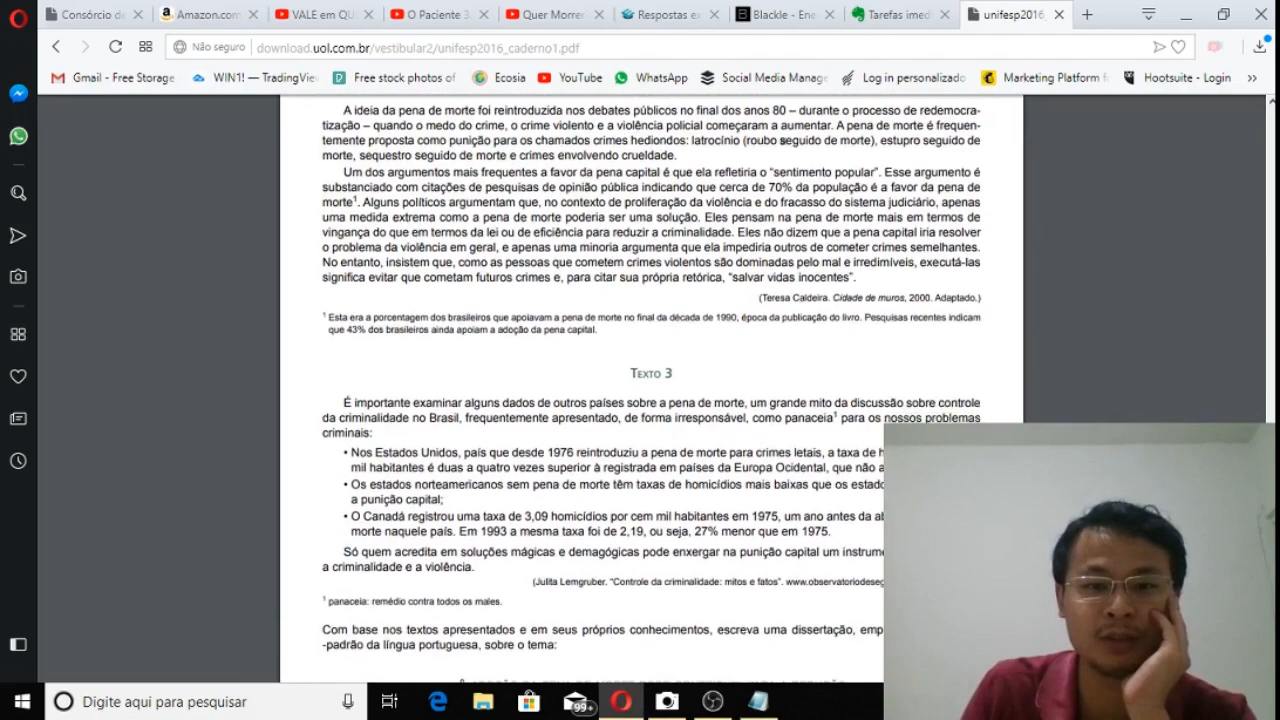 Consórcio de
Amazon.com
VALE em QU
O Paciente 3
Quer Morrer
Respostas ex
Blackle - Ene
Tarefas imed
unifesp2016_
Não seguro
download.uol.com.br/vestibular2/unifesp2016_caderno1.pdf
Gmail - Free Storage
WIN1! — TradingVie
Free stock photos of
Ecosia
YouTube
WhatsApp
Social Media Manage
Log in personalizado
Marketing Platform fo
Hootsuite - Login
A ideia da pena de morte foi reintroduzida nos debates públicos no final dos anos 80 – durante o processo de redemocra-
tização – quando o medo do crime, o crime violento e a violência policial começaram a aumentar. A pena de morte é frequen-
temente proposta como punição para os chamados crimes hediondos: latrocínio (roubo seguido de morte), estupro seguido de
morte, sequestro seguido de morte e crimes envolvendo crueldade.
Um dos argumentos mais frequentes a favor da pena capital é que ela refletiria o “sentimento popular”. Esse argumento é
substanciado com citações de pesquisas de opinião pública indicando que cerca de 70% da população é a favor da pena de
morte¹. Alguns políticos argumentam que, no contexto de proliferação da violência e do fracasso do sistema judiciário, apenas
uma medida extrema como a pena de morte poderia ser uma solução. Eles pensam na pena de morte mais em termos de
vingança do que em termos da lei ou de eficiência para reduzir a criminalidade. Eles não dizem que a pena capital iria resolver
o problema da violência em geral, e apenas uma minoria argumenta que ela impediria outros de cometer crimes semelhantes.
No entanto, insistem que, como as pessoas que cometem crimes violentos são dominadas pelo mal e irredimíveis, executá-las
significa evitar que cometam futuros crimes e, para citar sua própria retórica, “salvar vidas inocentes”.
(Teresa Caldeira. Cidade de muros, 2000. Adaptado.)
¹ Esta era a porcentagem dos brasileiros que apoiavam a pena de morte no final da década de 1990, época da publicação do livro. Pesquisas recentes indicam
que 43% dos brasileiros ainda apoiam a adoção da pena capital.
TEXTO 3
É importante examinar alguns dados de outros países sobre a pena de morte, um grande mito da discussão sobre controle
da criminalidade no Brasil, frequentemente apresentado, de forma irresponsável, como panaceia¹ para os nossos problemas
criminais:
• Nos Estados Unidos, país que desde 1976 reintroduziu a pena de morte para crimes letais, a taxa de h
mil habitantes é duas a quatro vezes superior à registrada em países da Europa Ocidental, que não a
• Os estados norteamericanos sem pena de morte têm taxas de homicídios mais baixas que os estado
a punição capital;
• O Canadá registrou uma taxa de 3,09 homicídios por cem mil habitantes em 1975, um ano antes da ab
morte naquele país. Em 1993 a mesma taxa foi de 2,19, ou seja, 27% menor que em 1975.
Só quem acredita em soluções mágicas e demagógicas pode enxergar na punição capital um instrume
a criminalidade e a violência.
(Julita Lemgruber. “Controle da criminalidade: mitos e fatos”. www.observatoriodeseg
¹ panaceia: remédio contra todos os males.
Com base nos textos apresentados e em seus próprios conhecimentos, escreva uma dissertação, emp
-padrão da língua portuguesa, sobre o tema:
Digite aqui para pesquisar
99+